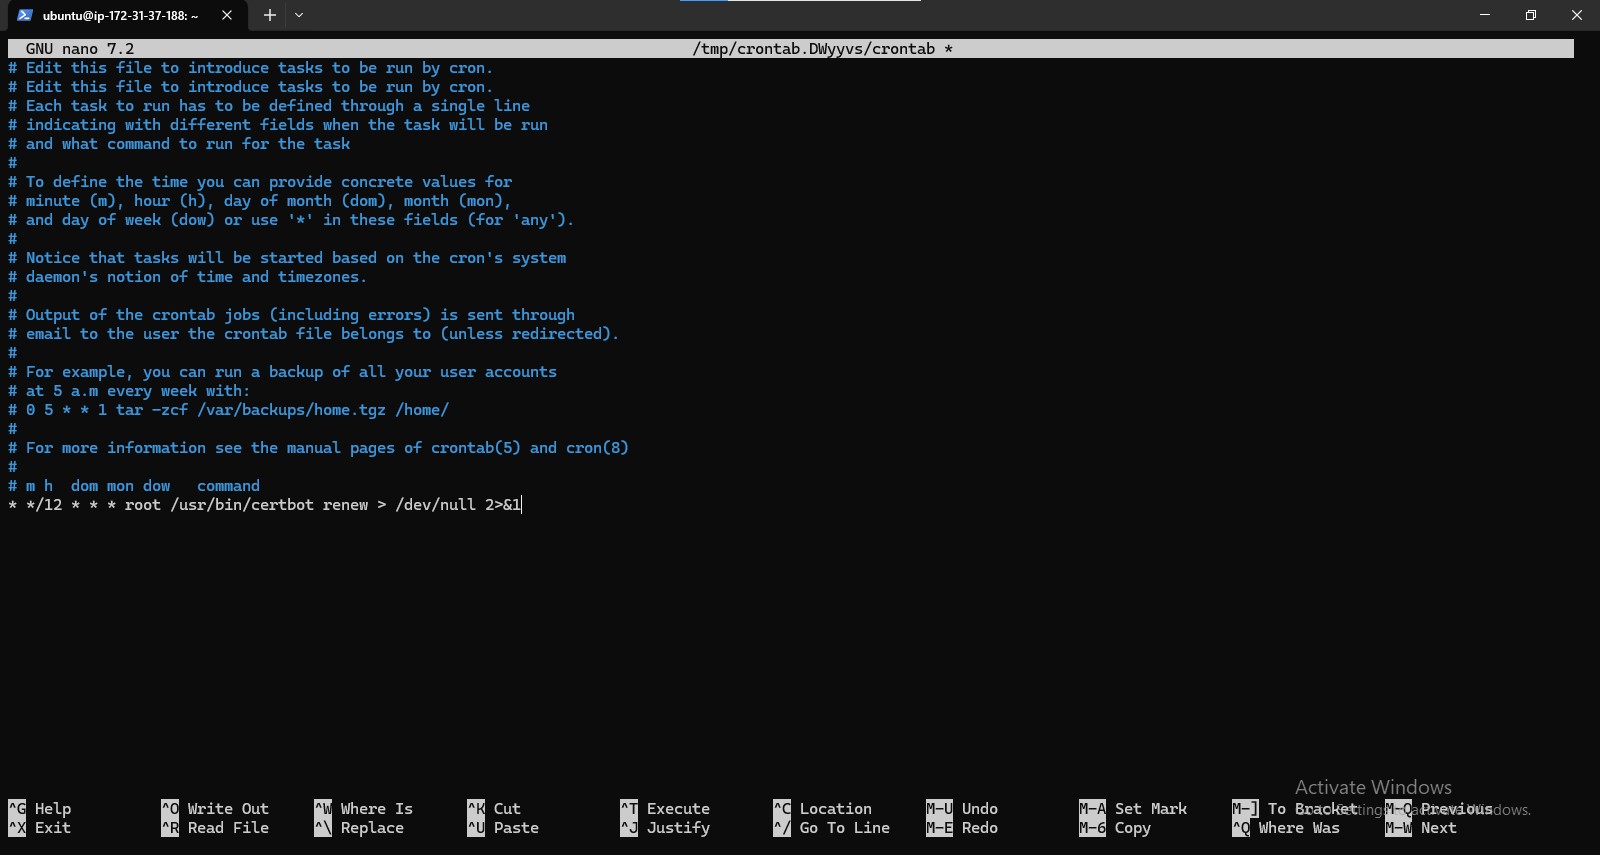 ubuntu@ip-172-31-37-188: ~
GNU nano 7.2 /tmp/crontab.DWyyvs/crontab *
# Edit this file to introduce tasks to be run by cron.
# Edit this file to introduce tasks to be run by cron.
# Each task to run has to be defined through a single line
# indicating with different fields when the task will be run
# and what command to run for the task
#
# To define the time you can provide concrete values for
# minute (m), hour (h), day of month (dom), month (mon),
# and day of week (dow) or use '*' in these fields (for 'any').
#
# Notice that tasks will be started based on the cron's system
# daemon's notion of time and timezones.
#
# Output of the crontab jobs (including errors) is sent through
# email to the user the crontab file belongs to (unless redirected).
#
# For example, you can run a backup of all your user accounts
# at 5 a.m every week with:
# 0 5 * * 1 tar -zcf /var/backups/home.tgz /home/
#
# For more information see the manual pages of crontab(5) and cron(8)
#
# m h  dom mon dow   command
* */12 * * * root /usr/bin/certbot renew > /dev/null 2>&1
Activate Windows
^G Help ^O Write Out ^W Where Is ^K Cut ^T Execute ^C Location M-U Undo M-A Set Mark M-] To Bracket M-Q Previous
Go to Settings to activate Windows.
^X Exit ^R Read File ^\ Replace ^U Paste ^J Justify ^/ Go To Line M-E Redo M-6 Copy ^Q Where Was M-W Next